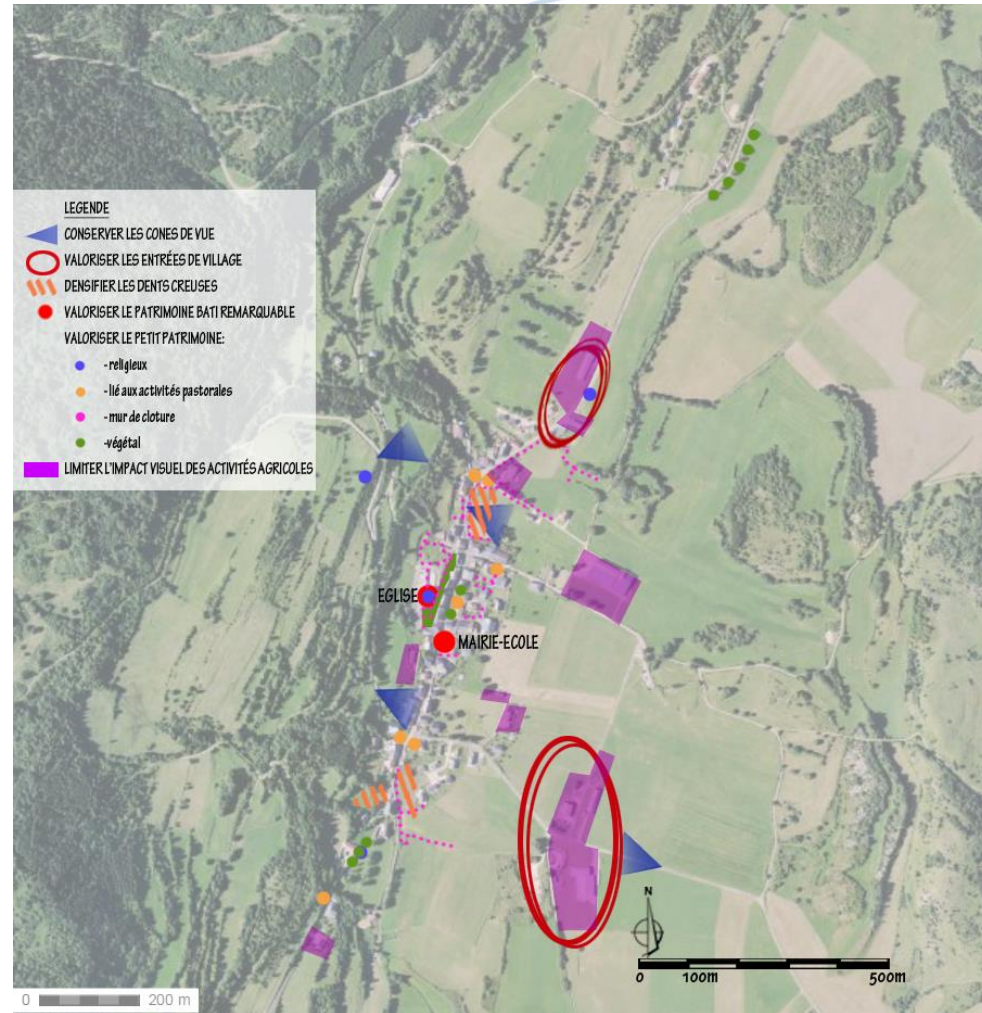 LEGENDE
CONSERVER LES CONES DE VUE
VALORISER LES ENTRÉES DE VILLAGE
DENSIFIER LES DENTS CREUSES
VALORISER LE PATRIMOINE BATI REMARQUABLE
VALORISER LE PETIT PATRIMOINE:
- religieux
- lié aux activités pastorales
- mur de cloture
-végétal
LIMITER L'IMPACT VISUEL DES ACTIVITÉS AGRICOLES
EGLISE
MAIRIE-ECOLE
N
0 100m 500m
0 200 m